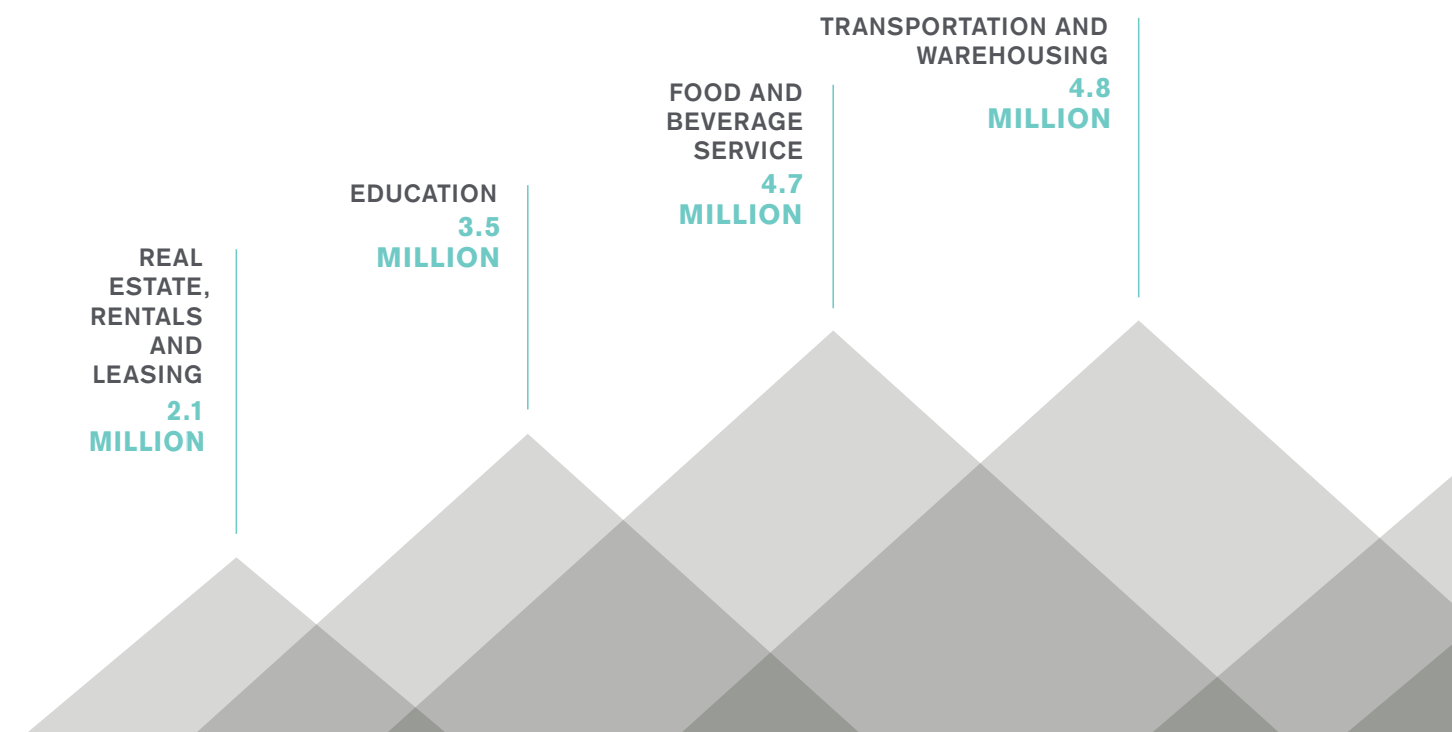 REAL
ESTATE,
RENTALS
AND
LEASING
2.1
MILLION
EDUCATION
3.5
MILLION
FOOD AND
BEVERAGE
SERVICE
4.7
MILLION
TRANSPORTATION AND
WAREHOUSING
4.8
MILLION